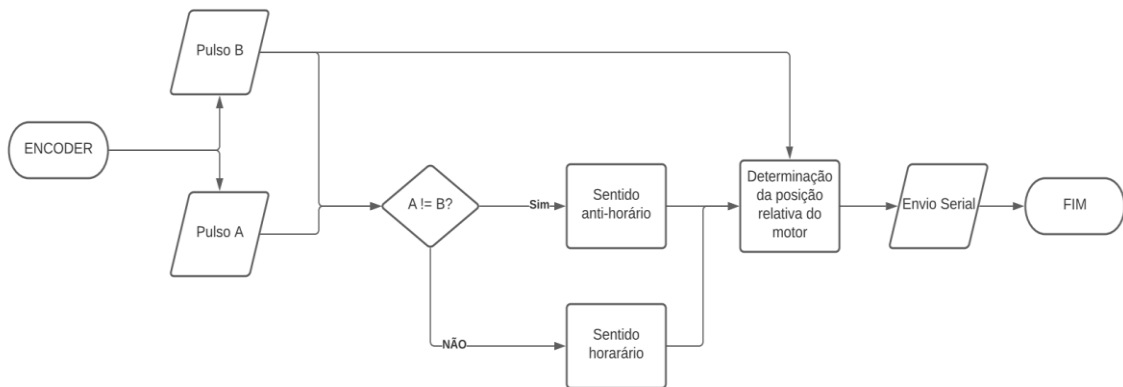 Pulso B
ENCODER
Pulso A
A != B?
Sim
Sentido
anti-horário
NÃO
Sentido
horarário
Determinação
da posição
relativa do
motor
Envio Serial
FIM